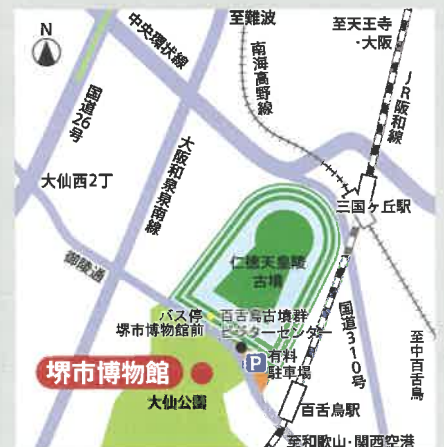 N
至難波
至天王寺
・大阪
中央環状線
南海高野線
JR阪和線
国道26号
大阪和泉泉南線
大仙西2丁
三国ヶ丘駅
仁徳天皇陵
古墳
御陵通
バス停
堺市博物館前
百舌鳥古墳群
ビジターセンター
国道310号
至中百舌鳥
P
有料
駐車場
堺市博物館
大仙公園
百舌鳥駅
至和歌山・関西空港